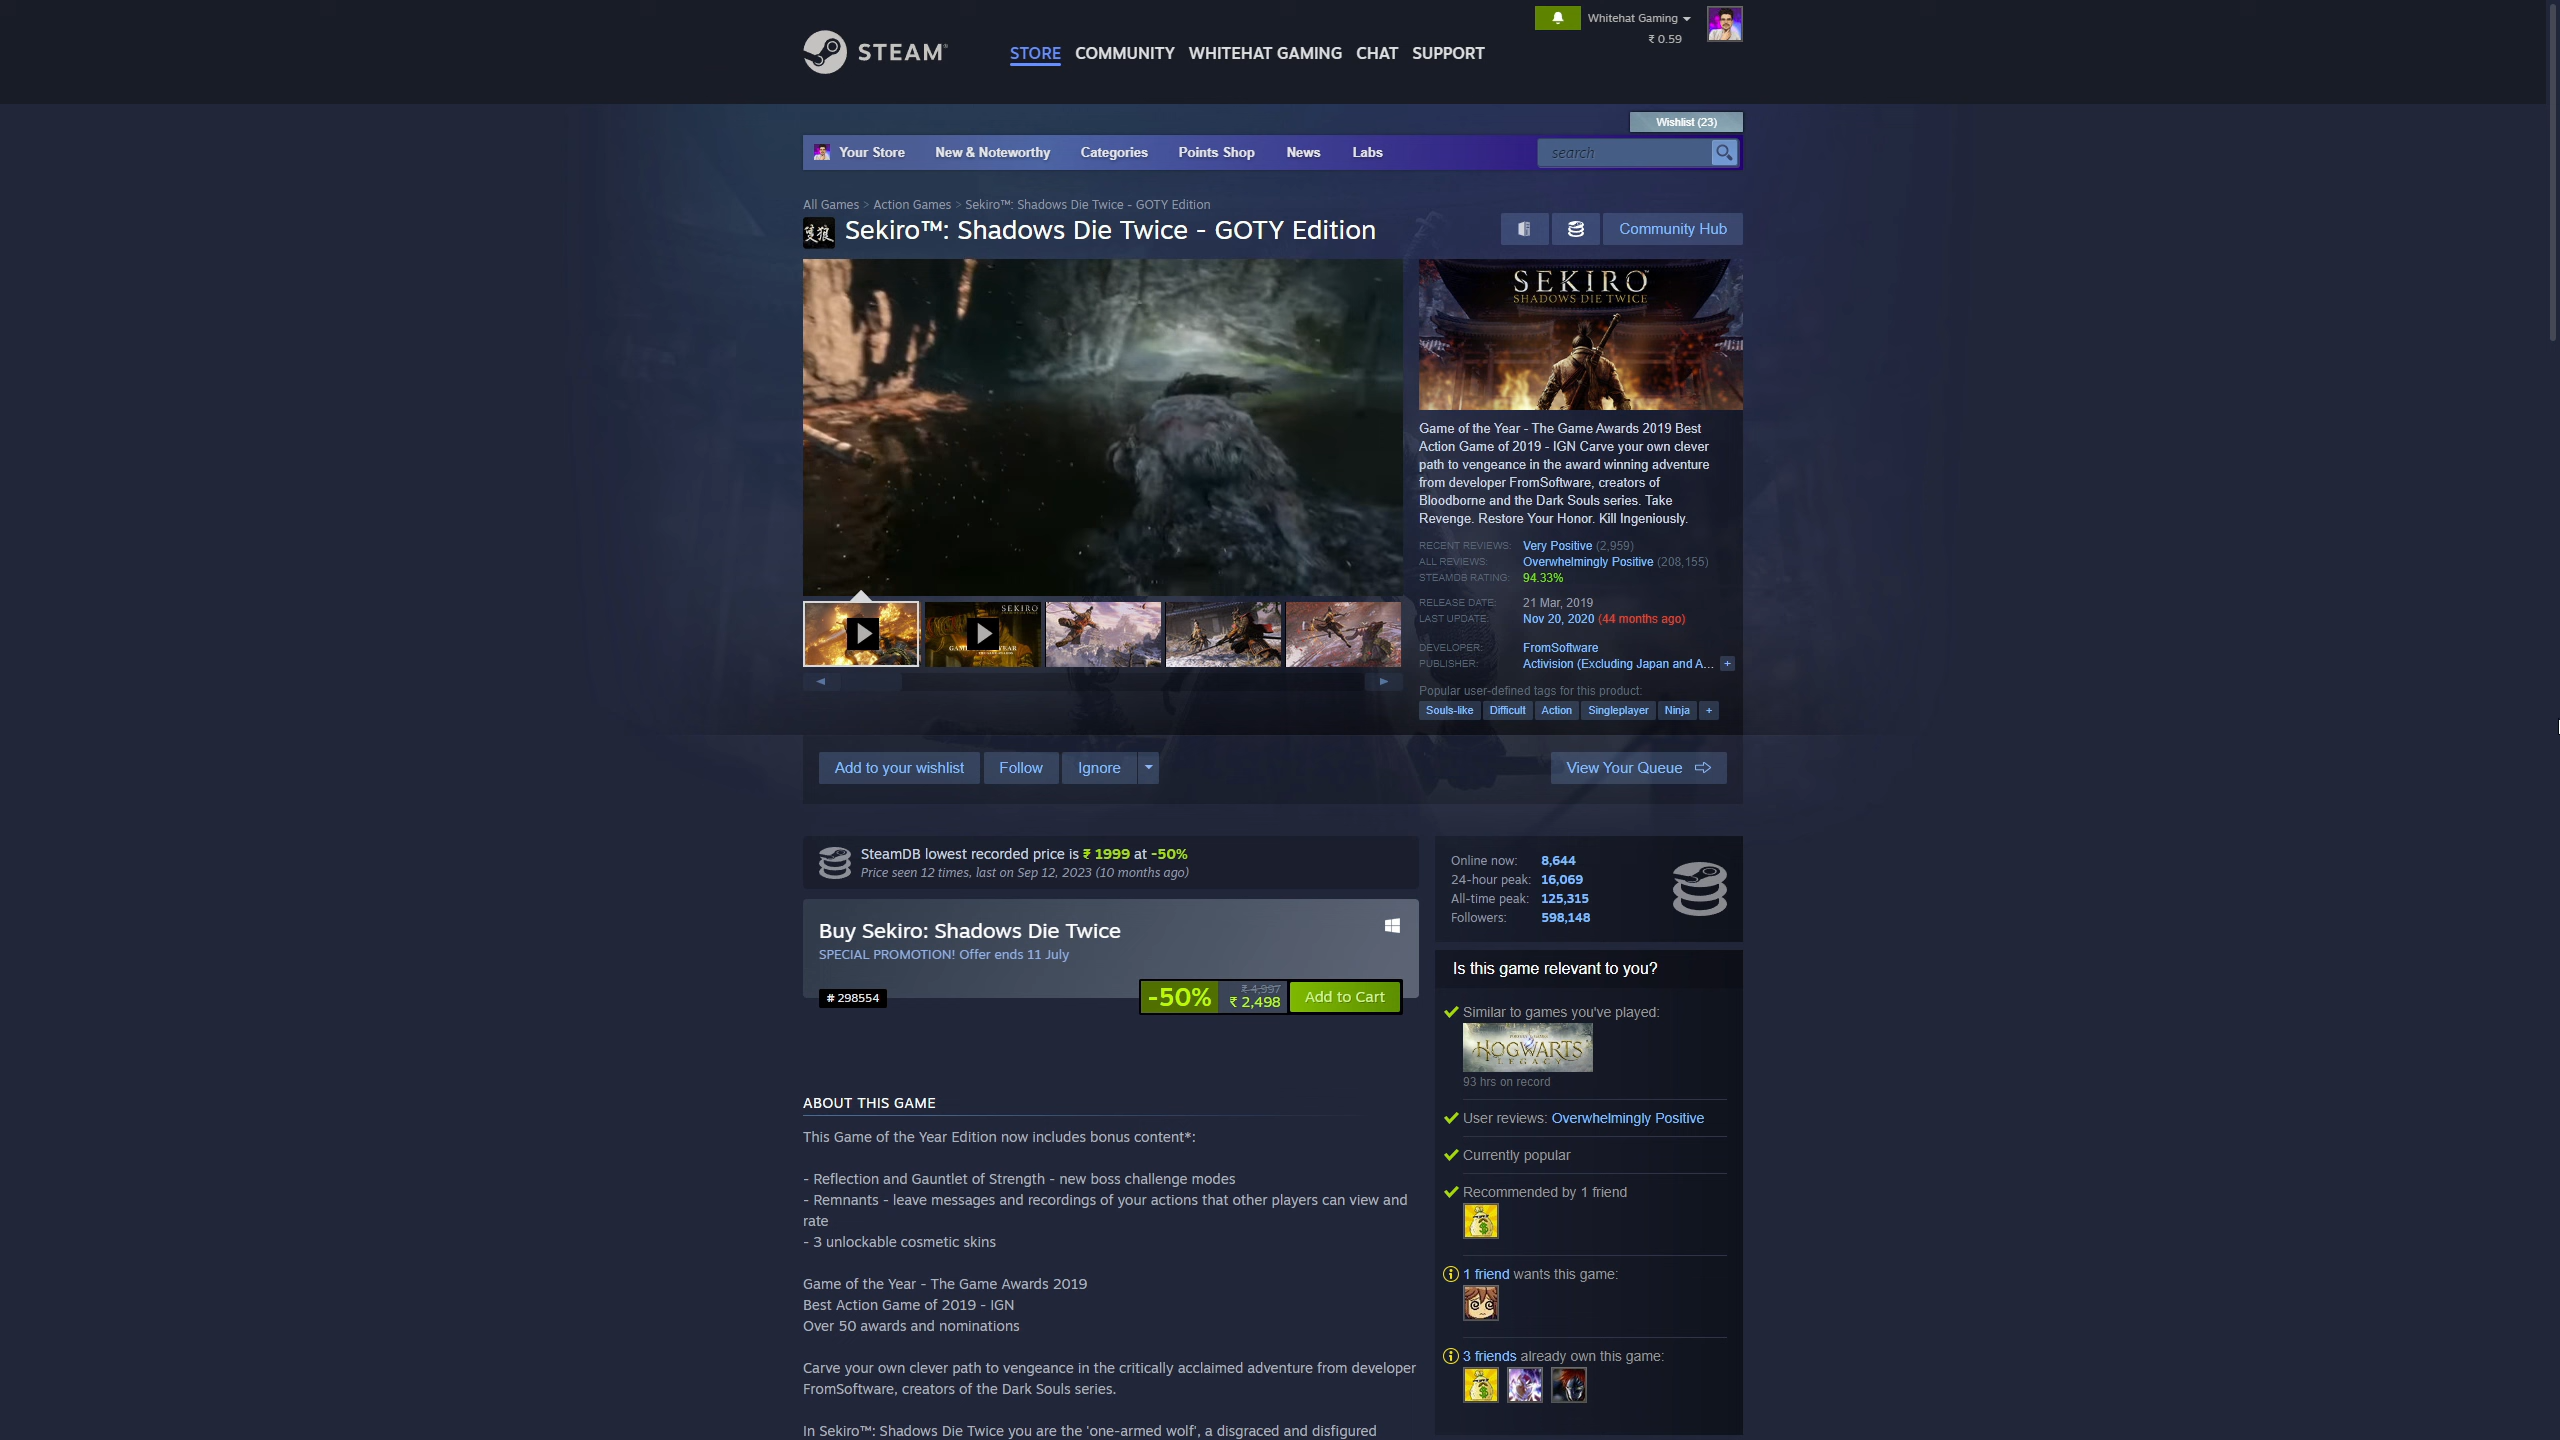 STEAM
STORE COMMUNITY WHITEHAT GAMING CHAT SUPPORT
Whitehat Gaming
₹ 0.59
Wishlist (23)
Your Store New & Noteworthy Categories Points Shop News Labs
search
All Games > Action Games > Sekiro™: Shadows Die Twice - GOTY Edition
隻狼 Sekiro™: Shadows Die Twice - GOTY Edition
Community Hub
SEKIRO™
SHADOWS DIE TWICE
Game of the Year - The Game Awards 2019 Best
Action Game of 2019 - IGN Carve your own clever
path to vengeance in the award winning adventure
from developer FromSoftware, creators of
Bloodborne and the Dark Souls series. Take
Revenge. Restore Your Honor. Kill Ingeniously.
RECENT REVIEWS: Very Positive (2,959)
ALL REVIEWS: Overwhelmingly Positive (208,155)
STEAMDB RATING: 94.33%
RELEASE DATE: 21 Mar, 2019
LAST UPDATE: Nov 20, 2020 (44 months ago)
DEVELOPER: FromSoftware
PUBLISHER: Activision (Excluding Japan and A... +
Popular user-defined tags for this product:
Souls-like Difficult Action Singleplayer Ninja +
SEKIRO
Add to your wishlist Follow Ignore
View Your Queue
SteamDB lowest recorded price is ₹ 1999 at -50%
Price seen 12 times, last on Sep 12, 2023 (10 months ago)
Buy Sekiro: Shadows Die Twice
SPECIAL PROMOTION! Offer ends 11 July
# 298554
-50% ₹ 4,997
₹ 2,498
Add to Cart
ABOUT THIS GAME
This Game of the Year Edition now includes bonus content*:
- Reflection and Gauntlet of Strength - new boss challenge modes
- Remnants - leave messages and recordings of your actions that other players can view and
rate
- 3 unlockable cosmetic skins
Game of the Year - The Game Awards 2019
Best Action Game of 2019 - IGN
Over 50 awards and nominations
Carve your own clever path to vengeance in the critically acclaimed adventure from developer
FromSoftware, creators of the Dark Souls series.
In Sekiro™: Shadows Die Twice you are the 'one-armed wolf', a disgraced and disfigured
Online now: 8,644
24-hour peak: 16,069
All-time peak: 125,315
Followers: 598,148
Is this game relevant to you?
Similar to games you've played:
HOGWARTS
LEGACY
93 hrs on record
User reviews: Overwhelmingly Positive
Currently popular
Recommended by 1 friend
1 friend wants this game:
3 friends already own this game: